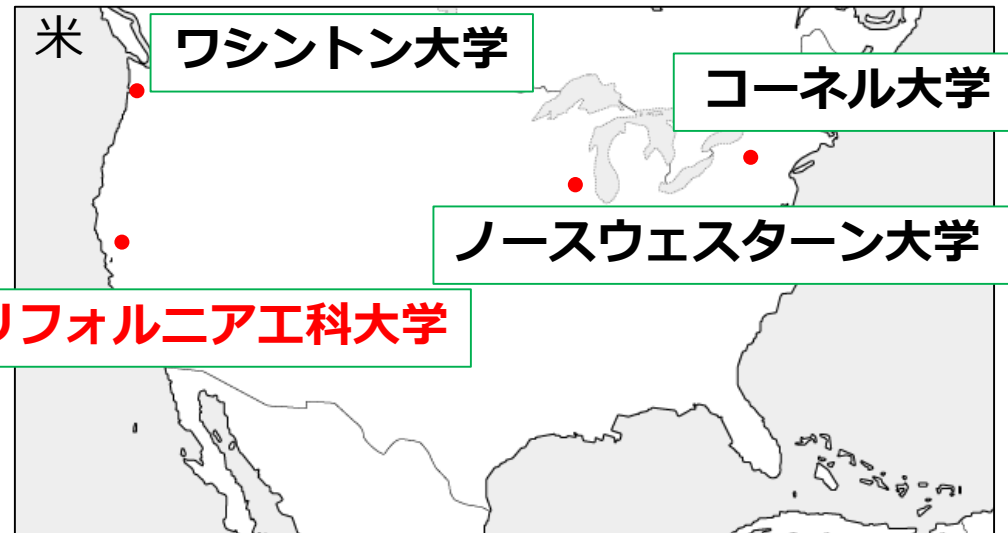 米
ワシントン大学
コーネル大学
ノースウェスターン大学
リフォルニア工科大学